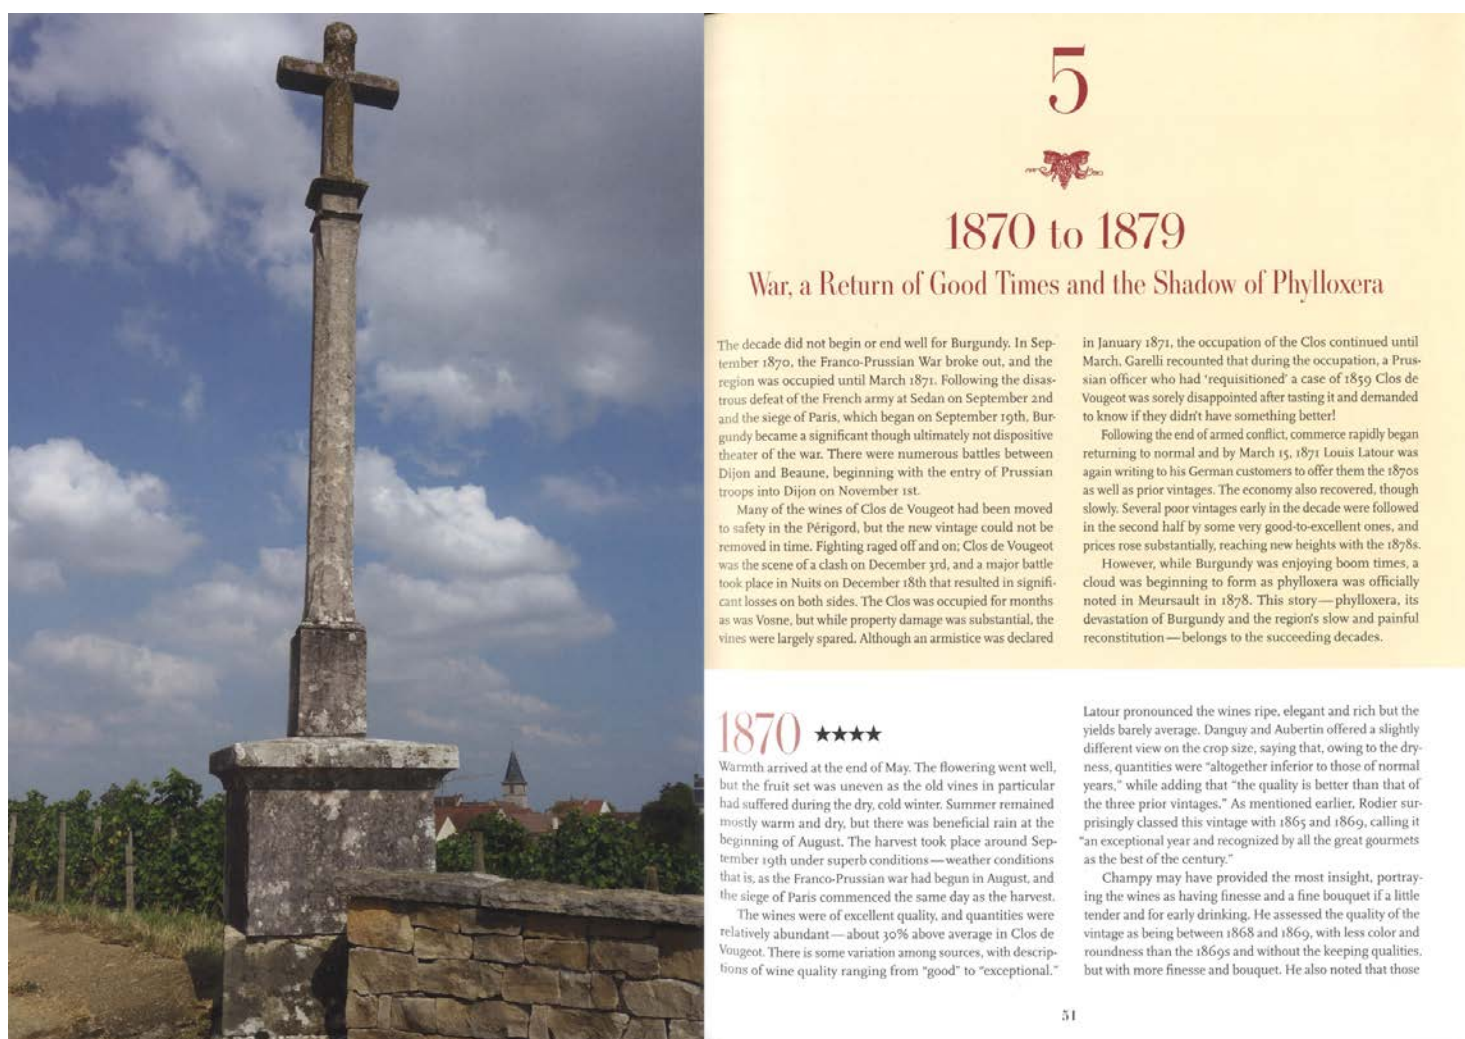 5
1870 to 1879
War, a Return of Good Times and the Shadow of Phylloxera
The decade did not begin or end well for Burgundy. In Sep-
tember 1870, the Franco-Prussian War broke out, and the
region was occupied until March 1871. Following the disas-
trous defeat of the French army at Sedan on September 2nd
and the siege of Paris, which began on September 19th, Bur-
gundy became a significant though ultimately not dispositive
theater of the war. There were numerous battles between
Dijon and Beaune, beginning with the entry of Prussian
troops into Dijon on November 1st.
Many of the wines of Clos de Vougeot had been moved
to safety in the Périgord, but the new vintage could not be
removed in time. Fighting raged off and on; Clos de Vougeot
was the scene of a clash on December 3rd, and a major battle
took place in Nuits on December 18th that resulted in signifi-
cant losses on both sides. The Clos was occupied for months
as was Vosne, but while property damage was substantial, the
vines were largely spared. Although an armistice was declared
in January 1871, the occupation of the Clos continued until
March. Garelli recounted that during the occupation, a Prus-
sian officer who had 'requisitioned' a case of 1859 Clos de
Vougeot was sorely disappointed after tasting it and demanded
to know if they didn't have something better!
Following the end of armed conflict, commerce rapidly began
returning to normal and by March 15, 1871 Louis Latour was
again writing to his German customers to offer them the 1870s
as well as prior vintages. The economy also recovered, though
slowly. Several poor vintages early in the decade were followed
in the second half by some very good-to-excellent ones, and
prices rose substantially, reaching new heights with the 1878s.
However, while Burgundy was enjoying boom times, a
cloud was beginning to form as phylloxera was officially
noted in Meursault in 1878. This story—phylloxera, its
devastation of Burgundy and the region's slow and painful
reconstitution—belongs to the succeeding decades.
1870 ★★★★
Warmth arrived at the end of May. The flowering went well,
but the fruit set was uneven as the old vines in particular
had suffered during the dry, cold winter. Summer remained
mostly warm and dry, but there was beneficial rain at the
beginning of August. The harvest took place around Sep-
tember 19th under superb conditions—weather conditions
that is, as the Franco-Prussian war had begun in August, and
the siege of Paris commenced the same day as the harvest.
The wines were of excellent quality, and quantities were
relatively abundant—about 30% above average in Clos de
Vougeot. There is some variation among sources, with descrip-
tions of wine quality ranging from "good" to "exceptional."
Latour pronounced the wines ripe, elegant and rich but the
yields barely average. Danguy and Aubertin offered a slightly
different view on the crop size, saying that, owing to the dry-
ness, quantities were "altogether inferior to those of normal
years," while adding that "the quality is better than that of
the three prior vintages." As mentioned earlier, Rodier sur-
prisingly classed this vintage with 1865 and 1869, calling it
"an exceptional year and recognized by all the great gourmets
as the best of the century."
Champy may have provided the most insight, portray-
ing the wines as having finesse and a fine bouquet if a little
tender and for early drinking. He assessed the quality of the
vintage as being between 1868 and 1869, with less color and
roundness than the 1869s and without the keeping qualities,
but with more finesse and bouquet. He also noted that those
51